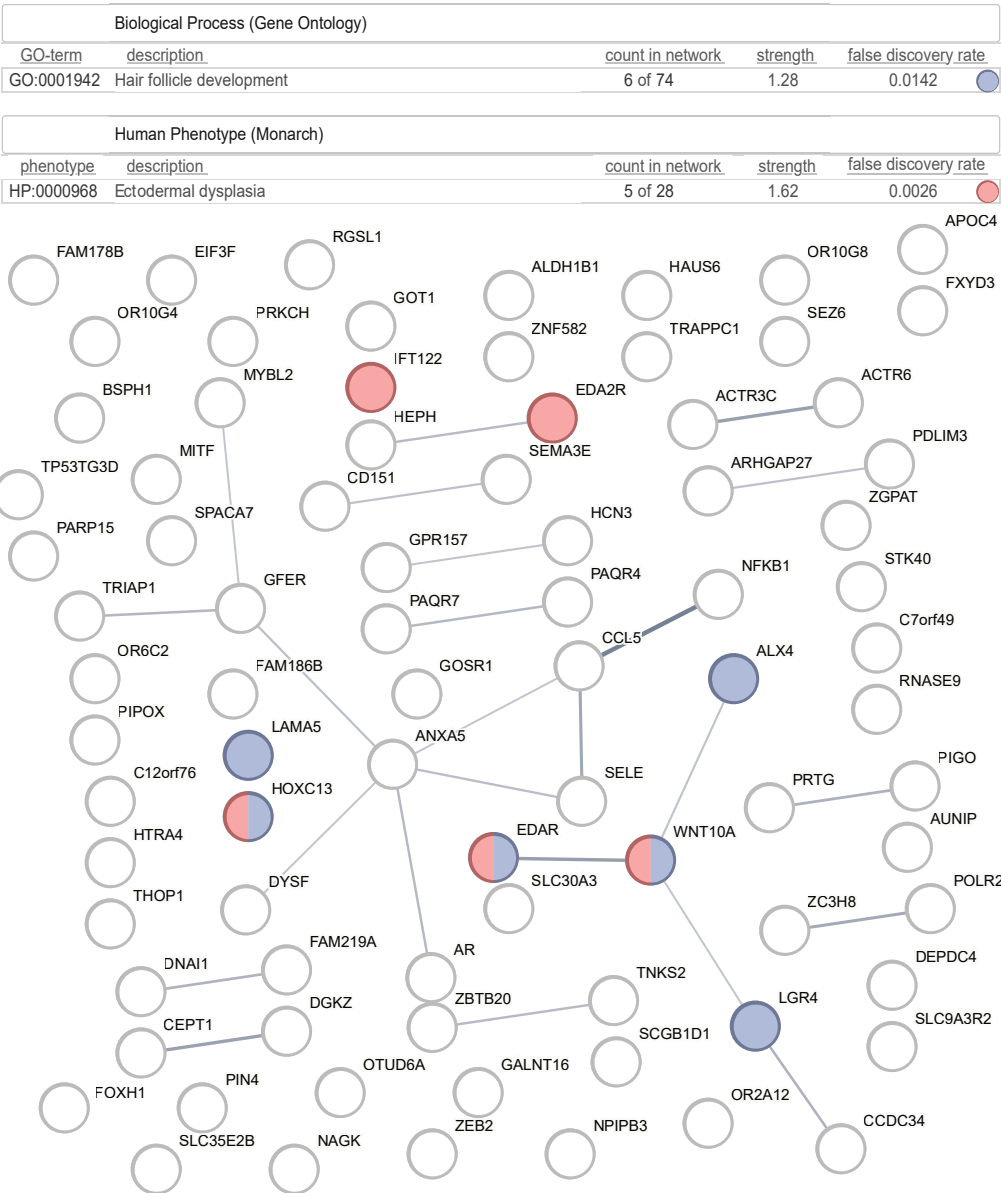 Biological Process (Gene Ontology)
GO-term description count in network strength false discovery rate
GO:0001942 Hair follicle development 6 of 74 1.28 0.0142
Human Phenotype (Monarch)
phenotype description count in network strength false discovery rate
HP:0000968 Ectodermal dysplasia 5 of 28 1.62 0.0026
APOC4
RGSL1
FAM178B
EIF3F
OR10G8
ALDH1B1
HAUS6
FXYD3
GOT1
OR10G4
PRKCH
SEZ6
ZNF582
TRAPPC1
IFT122
MYBL2
ACTR6
BSPH1
EDA2R
ACTR3C
HEPH
PDLIM3
MITF
SEMA3E
TP53TG3D
ARHGAP27
CD151
ZGPAT
SPACA7
HCN3
PARP15
GPR157
STK40
NFKB1
PAQR4
GFER
TRIAP1
PAQR7
C7orf49
CCL5
OR6C2
ALX4
FAM186B
GOSR1
RNASE9
PIPOX
LAMA5
ANXA5
PIGO
C12orf76
SELE
PRTG
HOXC13
AUNIP
EDAR
WNT10A
HTRA4
SLC30A3
DYSF
POLR2
THOP1
ZC3H8
FAM219A
AR
DEPDC4
DNAI1
TNKS2
ZBTB20
LGR4
DGKZ
SLC9A3R2
CEPT1
SCGB1D1
OTUD6A
GALNT16
PIN4
FOXH1
OR2A12
CCDC34
ZEB2
NPIPB3
SLC35E2B
NAGK